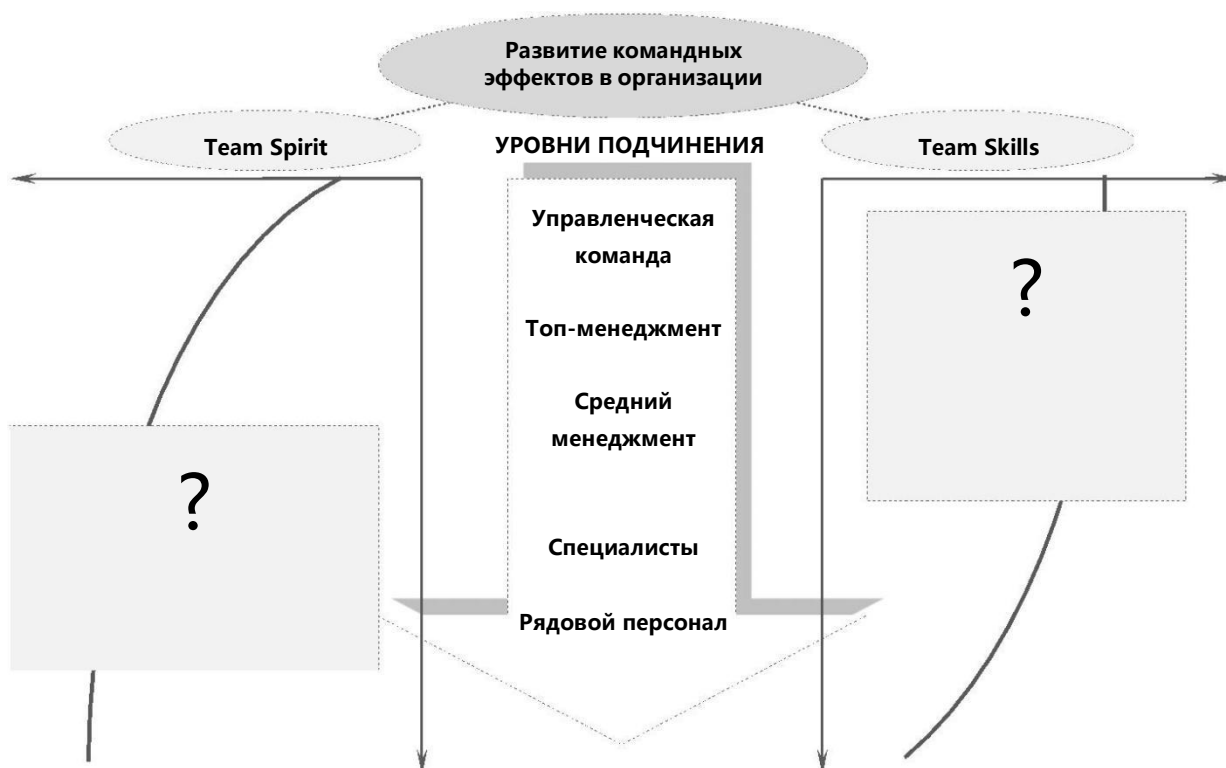 Развитие командных
эффектов в организации
Team Spirit
УРОВНИ ПОДЧИНЕНИЯ
Team Skills
Управленческая
команда
?
Топ-менеджмент
Средний
менеджмент
?
Специалисты
Рядовой персонал